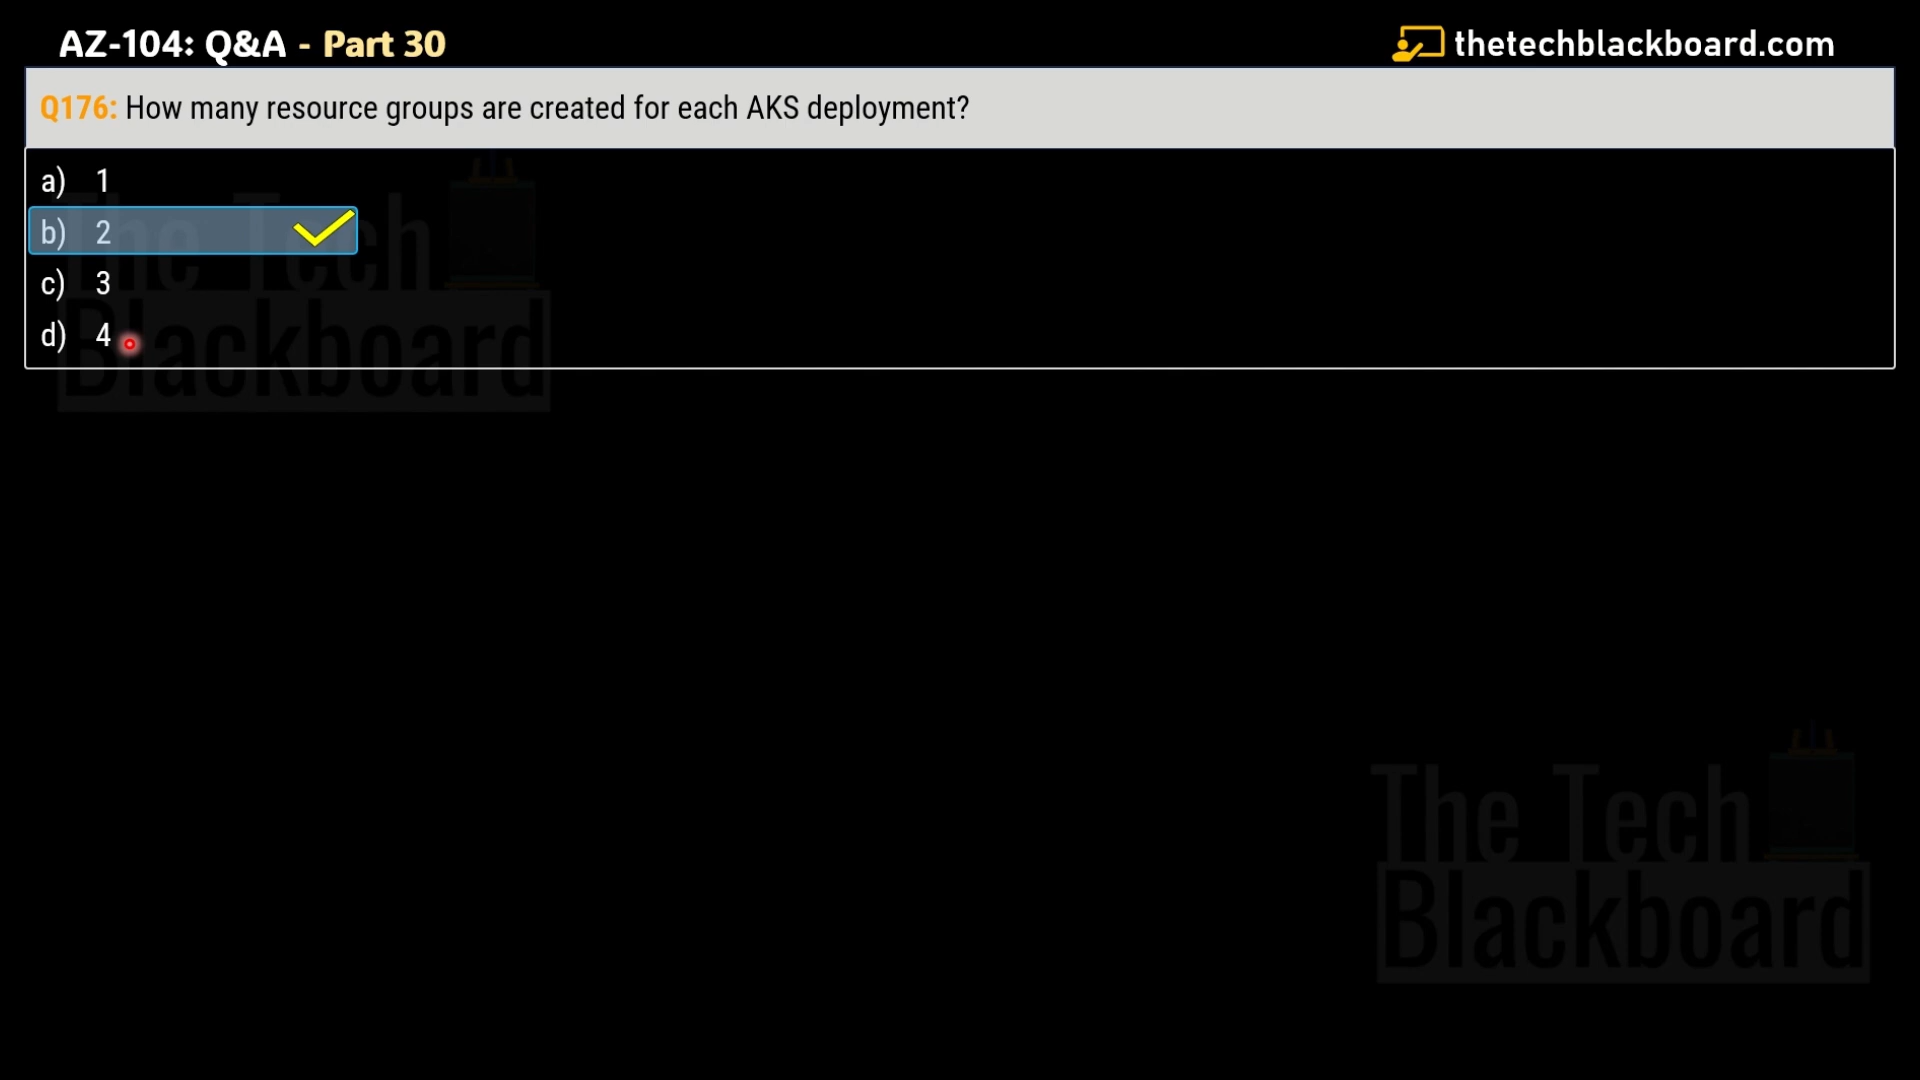 AZ-104: Q&A - Part 30
thetechblackboard.com
Q176: How many resource groups are created for each AKS deployment?
a) 1
b) 2
c) 3
d) 4
The Tech
Blackboard
The Tech
Blackboard